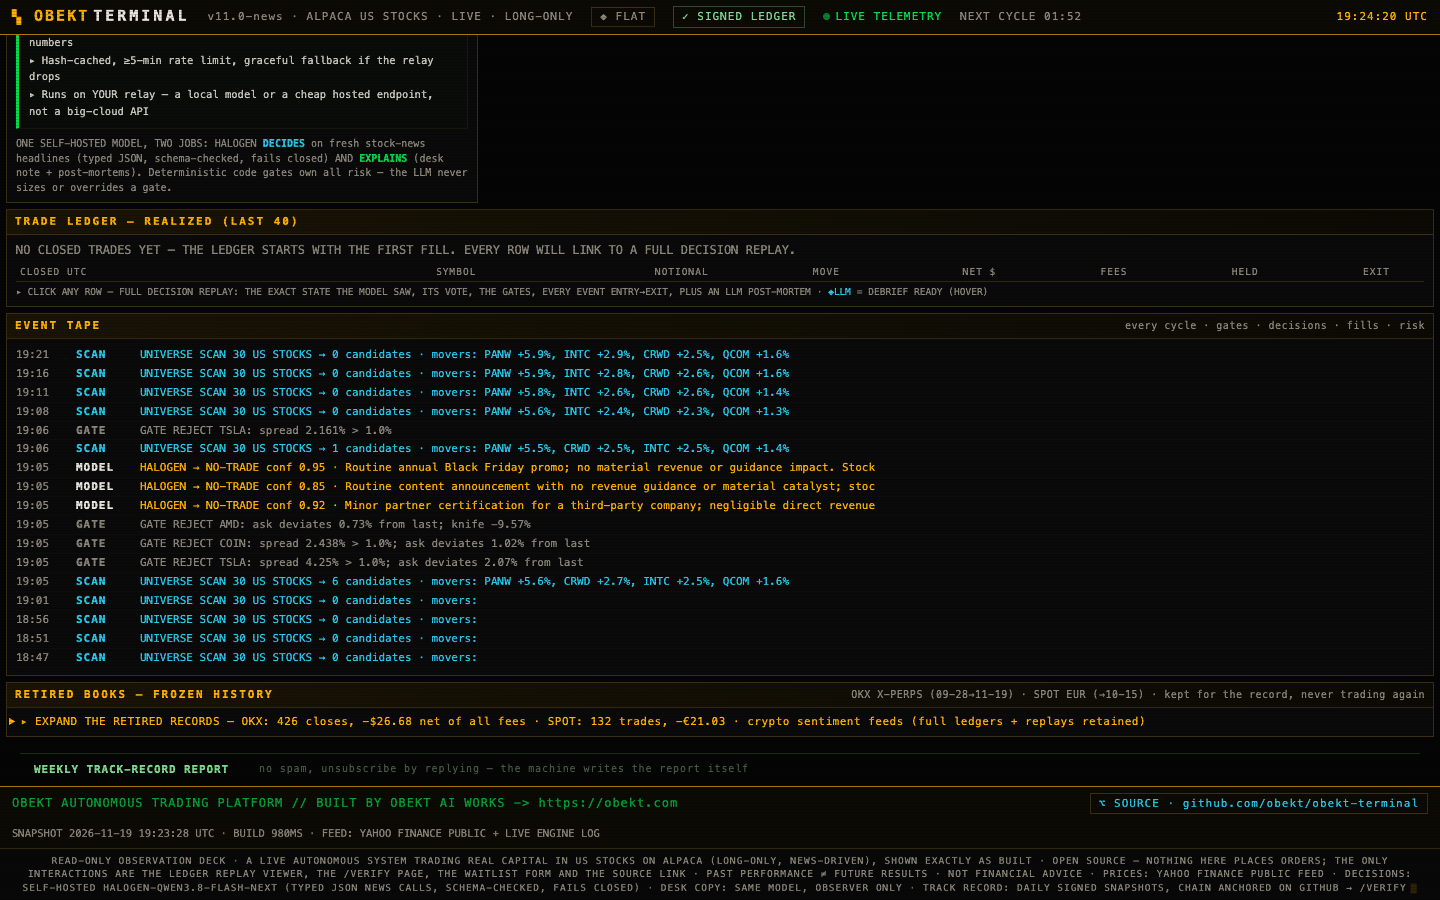 OBEKT TERMINAL v11.0-news · ALPACA US STOCKS · LIVE · LONG-ONLY ◆ FLAT ✓ SIGNED LEDGER ● LIVE TELEMETRY NEXT CYCLE 01:52 19:24:20 UTC
numbers
▸ Hash-cached, ≥5-min rate limit, graceful fallback if the relay
drops
▸ Runs on YOUR relay — a local model or a cheap hosted endpoint,
not a big-cloud API
ONE SELF-HOSTED MODEL, TWO JOBS: HALOGEN DECIDES on fresh stock-news
headlines (typed JSON, schema-checked, fails closed) AND EXPLAINS (desk
note + post-mortems). Deterministic code gates own all risk — the LLM never
sizes or overrides a gate.
TRADE LEDGER — REALIZED (LAST 40)
NO CLOSED TRADES YET — THE LEDGER STARTS WITH THE FIRST FILL. EVERY ROW WILL LINK TO A FULL DECISION REPLAY.
CLOSED UTC SYMBOL NOTIONAL MOVE NET $ FEES HELD EXIT
▸ CLICK ANY ROW — FULL DECISION REPLAY: THE EXACT STATE THE MODEL SAW, ITS VOTE, THE GATES, EVERY EVENT ENTRY→EXIT, PLUS AN LLM POST-MORTEM · ◆LLM = DEBRIEF READY (HOVER)
EVENT TAPE every cycle · gates · decisions · fills · risk
19:21 SCAN UNIVERSE SCAN 30 US STOCKS → 0 candidates · movers: PANW +5.9%, INTC +2.9%, CRWD +2.5%, QCOM +1.6%
19:16 SCAN UNIVERSE SCAN 30 US STOCKS → 0 candidates · movers: PANW +5.9%, INTC +2.8%, CRWD +2.6%, QCOM +1.6%
19:11 SCAN UNIVERSE SCAN 30 US STOCKS → 0 candidates · movers: PANW +5.8%, INTC +2.6%, CRWD +2.6%, QCOM +1.4%
19:08 SCAN UNIVERSE SCAN 30 US STOCKS → 0 candidates · movers: PANW +5.6%, INTC +2.4%, CRWD +2.3%, QCOM +1.3%
19:06 GATE GATE REJECT TSLA: spread 2.161% > 1.0%
19:06 SCAN UNIVERSE SCAN 30 US STOCKS → 1 candidates · movers: PANW +5.5%, CRWD +2.5%, INTC +2.5%, QCOM +1.4%
19:05 MODEL HALOGEN → NO-TRADE conf 0.95 · Routine annual Black Friday promo; no material revenue or guidance impact. Stock
19:05 MODEL HALOGEN → NO-TRADE conf 0.85 · Routine content announcement with no revenue guidance or material catalyst; stoc
19:05 MODEL HALOGEN → NO-TRADE conf 0.92 · Minor partner certification for a third-party company; negligible direct revenue
19:05 GATE GATE REJECT AMD: ask deviates 0.73% from last; knife -9.57%
19:05 GATE GATE REJECT COIN: spread 2.438% > 1.0%; ask deviates 1.02% from last
19:05 GATE GATE REJECT TSLA: spread 4.25% > 1.0%; ask deviates 2.07% from last
19:05 SCAN UNIVERSE SCAN 30 US STOCKS → 6 candidates · movers: PANW +5.6%, CRWD +2.7%, INTC +2.5%, QCOM +1.6%
19:01 SCAN UNIVERSE SCAN 30 US STOCKS → 0 candidates · movers:
18:56 SCAN UNIVERSE SCAN 30 US STOCKS → 0 candidates · movers:
18:51 SCAN UNIVERSE SCAN 30 US STOCKS → 0 candidates · movers:
18:47 SCAN UNIVERSE SCAN 30 US STOCKS → 0 candidates · movers:
RETIRED BOOKS — FROZEN HISTORY OKX X-PERPS (09-28→11-19) · SPOT EUR (→10-15) · kept for the record, never trading again
▶ ▸ EXPAND THE RETIRED RECORDS — OKX: 426 closes, -$26.68 net of all fees · SPOT: 132 trades, -€21.03 · crypto sentiment feeds (full ledgers + replays retained)
WEEKLY TRACK-RECORD REPORT no spam, unsubscribe by replying — the machine writes the report itself
OBEKT AUTONOMOUS TRADING PLATFORM // BUILT BY OBEKT AI WORKS -> https://obekt.com ⌥ SOURCE · github.com/obekt/obekt-terminal
SNAPSHOT 2026-11-19 19:23:28 UTC · BUILD 980MS · FEED: YAHOO FINANCE PUBLIC + LIVE ENGINE LOG
READ-ONLY OBSERVATION DECK · A LIVE AUTONOMOUS SYSTEM TRADING REAL CAPITAL IN US STOCKS ON ALPACA (LONG-ONLY, NEWS-DRIVEN), SHOWN EXACTLY AS BUILT · OPEN SOURCE — NOTHING HERE PLACES ORDERS; THE ONLY
INTERACTIONS ARE THE LEDGER REPLAY VIEWER, THE /VERIFY PAGE, THE WAITLIST FORM AND THE SOURCE LINK · PAST PERFORMANCE ≠ FUTURE RESULTS · NOT FINANCIAL ADVICE · PRICES: YAHOO FINANCE PUBLIC FEED · DECISIONS:
SELF-HOSTED HALOGEN-QWEN3.8-FLASH-NEXT (TYPED JSON NEWS CALLS, SCHEMA-CHECKED, FAILS CLOSED) · DESK COPY: SAME MODEL, OBSERVER ONLY · TRACK RECORD: DAILY SIGNED SNAPSHOTS, CHAIN ANCHORED ON GITHUB → /VERIFY